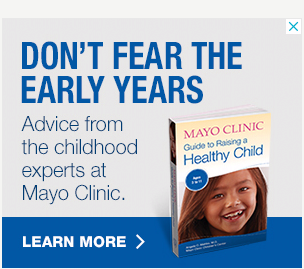 DON'T FEAR THE
EARLY YEARS
Advice from
the childhood
experts at
Mayo Clinic.
LEARN MORE
MAYO CLINIC
Guide to Raising a
Healthy Child
Ages